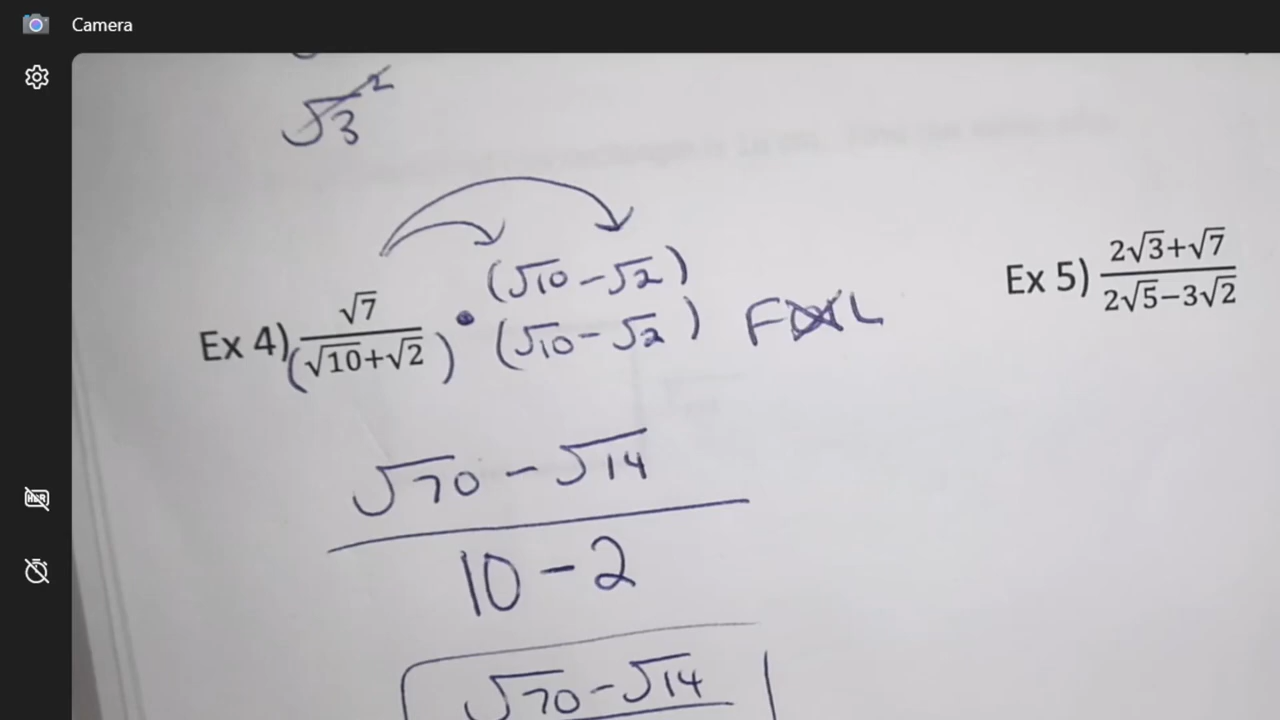 Camera
√3²
(√10 − √2)
Ex 4) √7 / (√10+√2) • (√10 − √2) FOIL
Ex 5) 2√3+√7 / 2√5−3√2
√70 − √14
10 − 2
√70 − √14